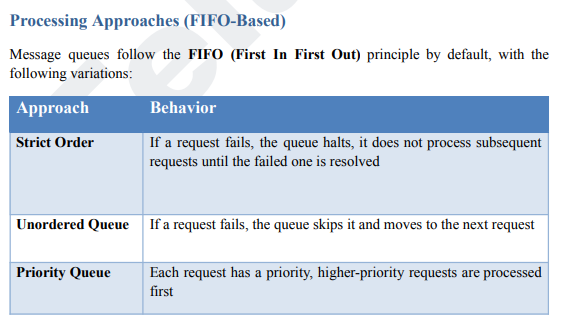 Processing Approaches (FIFO-Based)
Message queues follow the FIFO (First In First Out) principle by default, with the
following variations:
Approach Behavior
Strict Order If a request fails, the queue halts, it does not process subsequent
requests until the failed one is resolved
Unordered Queue If a request fails, the queue skips it and moves to the next request
Priority Queue Each request has a priority, higher-priority requests are processed
first